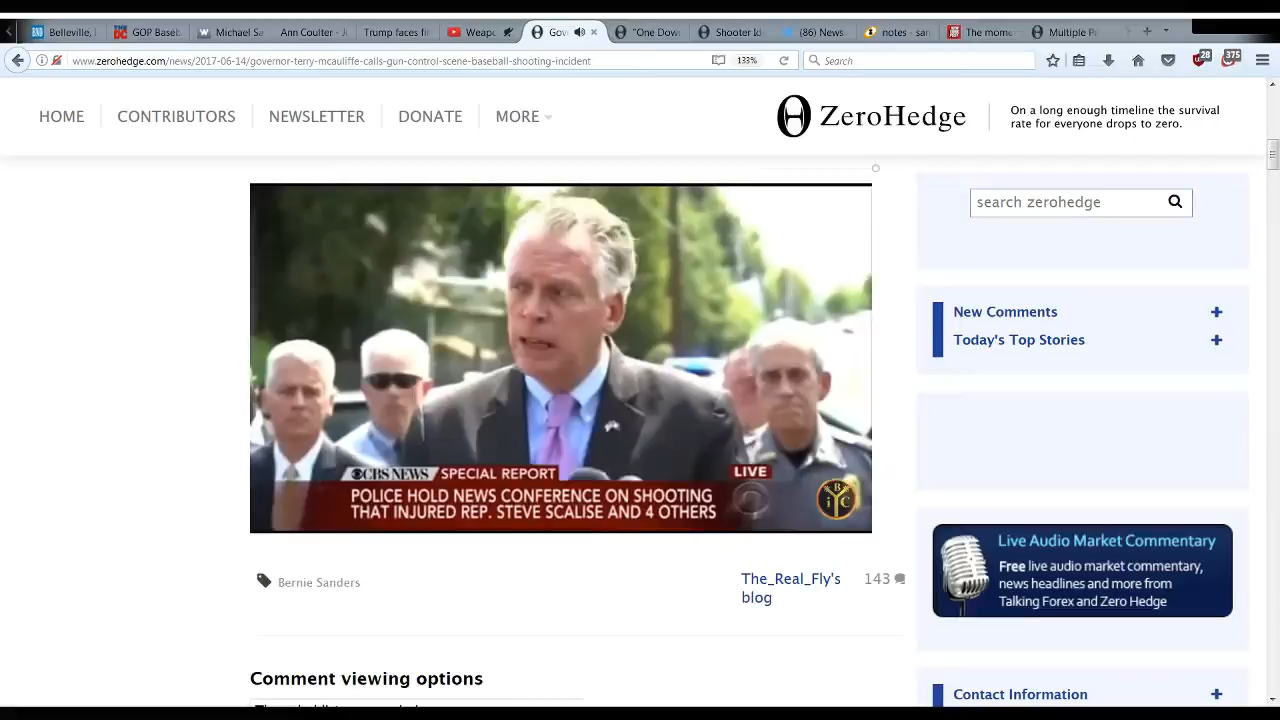 Belleville,
GOP Baseb
Michael Se
Ann Coulter - J
Trump faces fir
Weapo
Gov
"One Down
Shooter Id
(86) News
notes - san
The mome
Multiple P
www.zerohedge.com/news/2017-06-14/governor-terry-mcauliffe-calls-gun-control-scene-baseball-shooting-incident
133%
Search
28
375
HOME
CONTRIBUTORS
NEWSLETTER
DONATE
MORE
ZeroHedge
On a long enough timeline the survival
rate for everyone drops to zero.
search zerohedge
New Comments
Today's Top Stories
CBS NEWS SPECIAL REPORT
LIVE
POLICE HOLD NEWS CONFERENCE ON SHOOTING
THAT INJURED REP. STEVE SCALISE AND 4 OTHERS
Live Audio Market Commentary
Free live audio market commentary,
news headlines and more from
Talking Forex and Zero Hedge
Bernie Sanders
The_Real_Fly's
blog
143
Comment viewing options
Contact Information